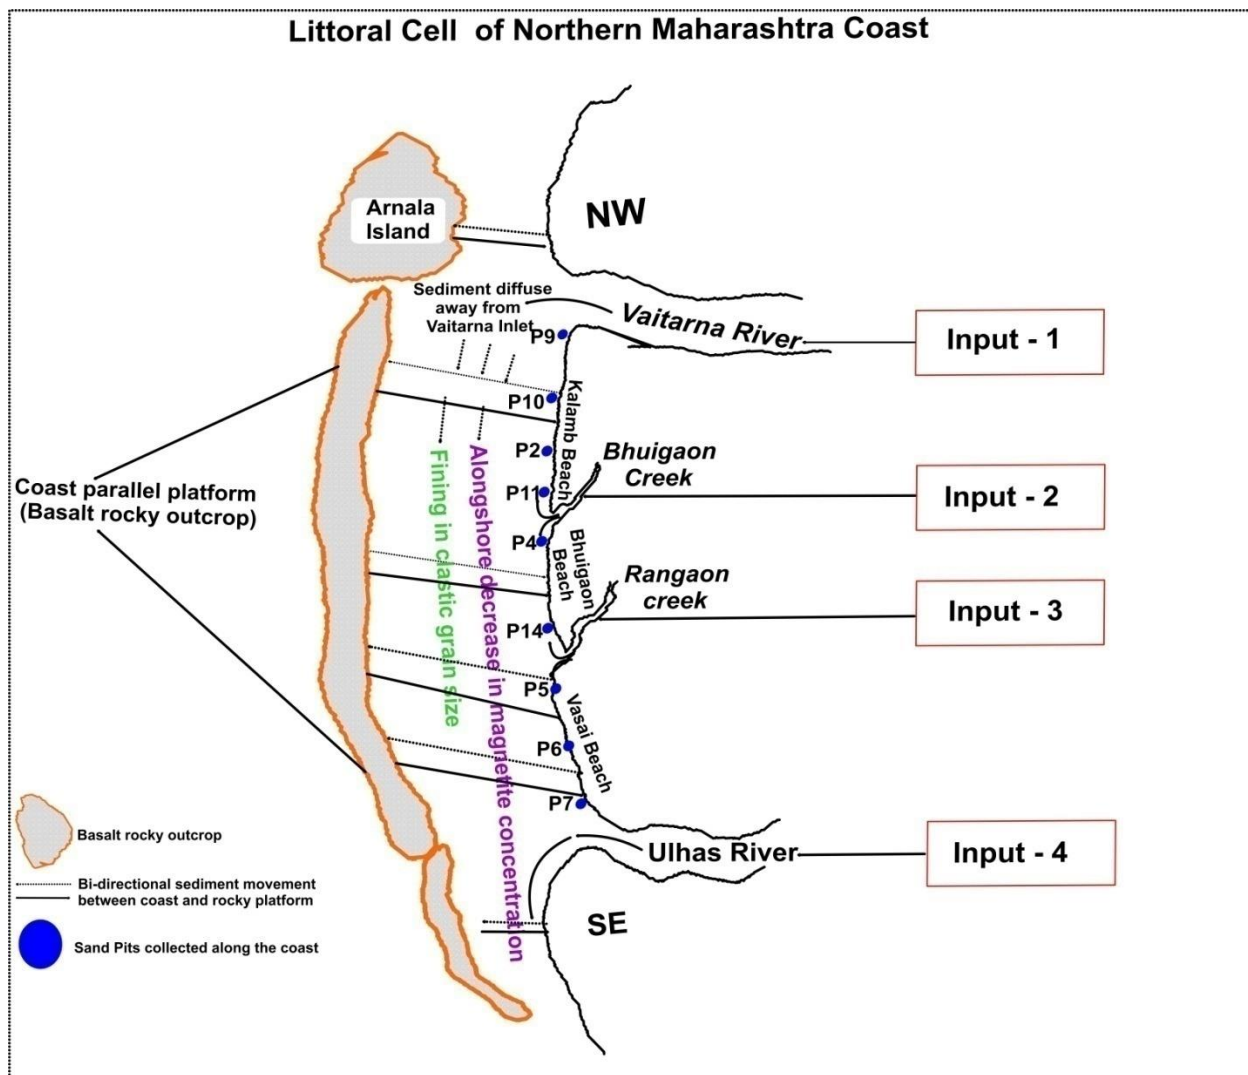 Littoral Cell of Northern Maharashtra Coast
Arnala
Island
NW
Sediment diffuse
away from
Vaitarna Inlet
Vaitarna River
Input - 1
P9
P10
Kalamb Beach
P2
Bhuigaon
Creek
Input - 2
P11
P4
Bhuigaon
Beach
Rangaon
creek
Input - 3
P14
P5
Vasai Beach
P6
P7
Fining in clastic grain size
Alongshore decrease in magnetite concentration
Coast parallel platform
(Basalt rocky outcrop)
Ulhas River
Input - 4
SE
Basalt rocky outcrop
Bi-directional sediment movement
between coast and rocky platform
Sand Pits collected along the coast